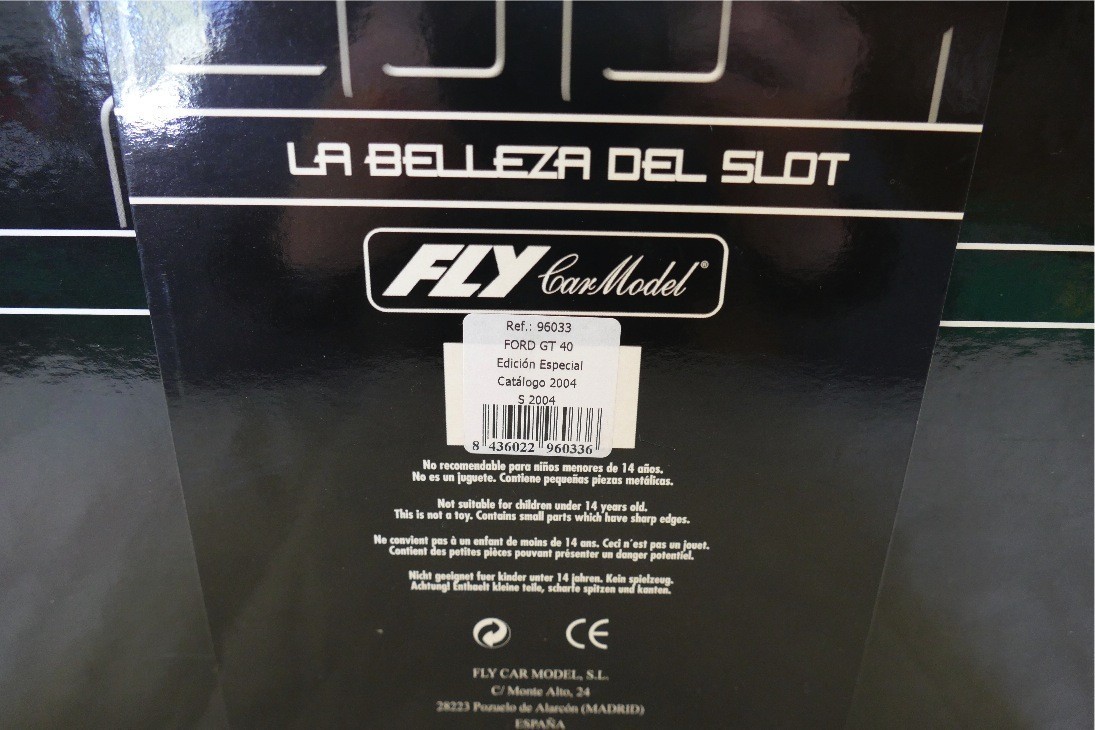 LA BELLEZA DEL SLOT
FLY Car Model®
Ref.: 96033
FORD GT 40
Edición Especial
Catálogo 2004
S 2004
8 436022 960336
No recomendable para niños menores de 14 años.
No es un juguete. Contiene pequeñas piezas metálicas.
Not suitable for children under 14 years old.
This is not a toy. Contains small parts which have sharp edges.
Ne convient pas à un enfant de moins de 14 ans. Ceci n'est pas un jouet.
Contient des petites pièces pouvant présenter un danger potentiel.
Nicht geeignet fuer kinder unter 14 jahren. Kein spielzeug.
Achtung! Enthaelt kleine teile, scharfe spitzen und kanten.
CE
FLY CAR MODEL, S.L.
C/ Monte Alto, 24
28223 Pozuelo de Alarcón (MADRID)
ESPAÑA